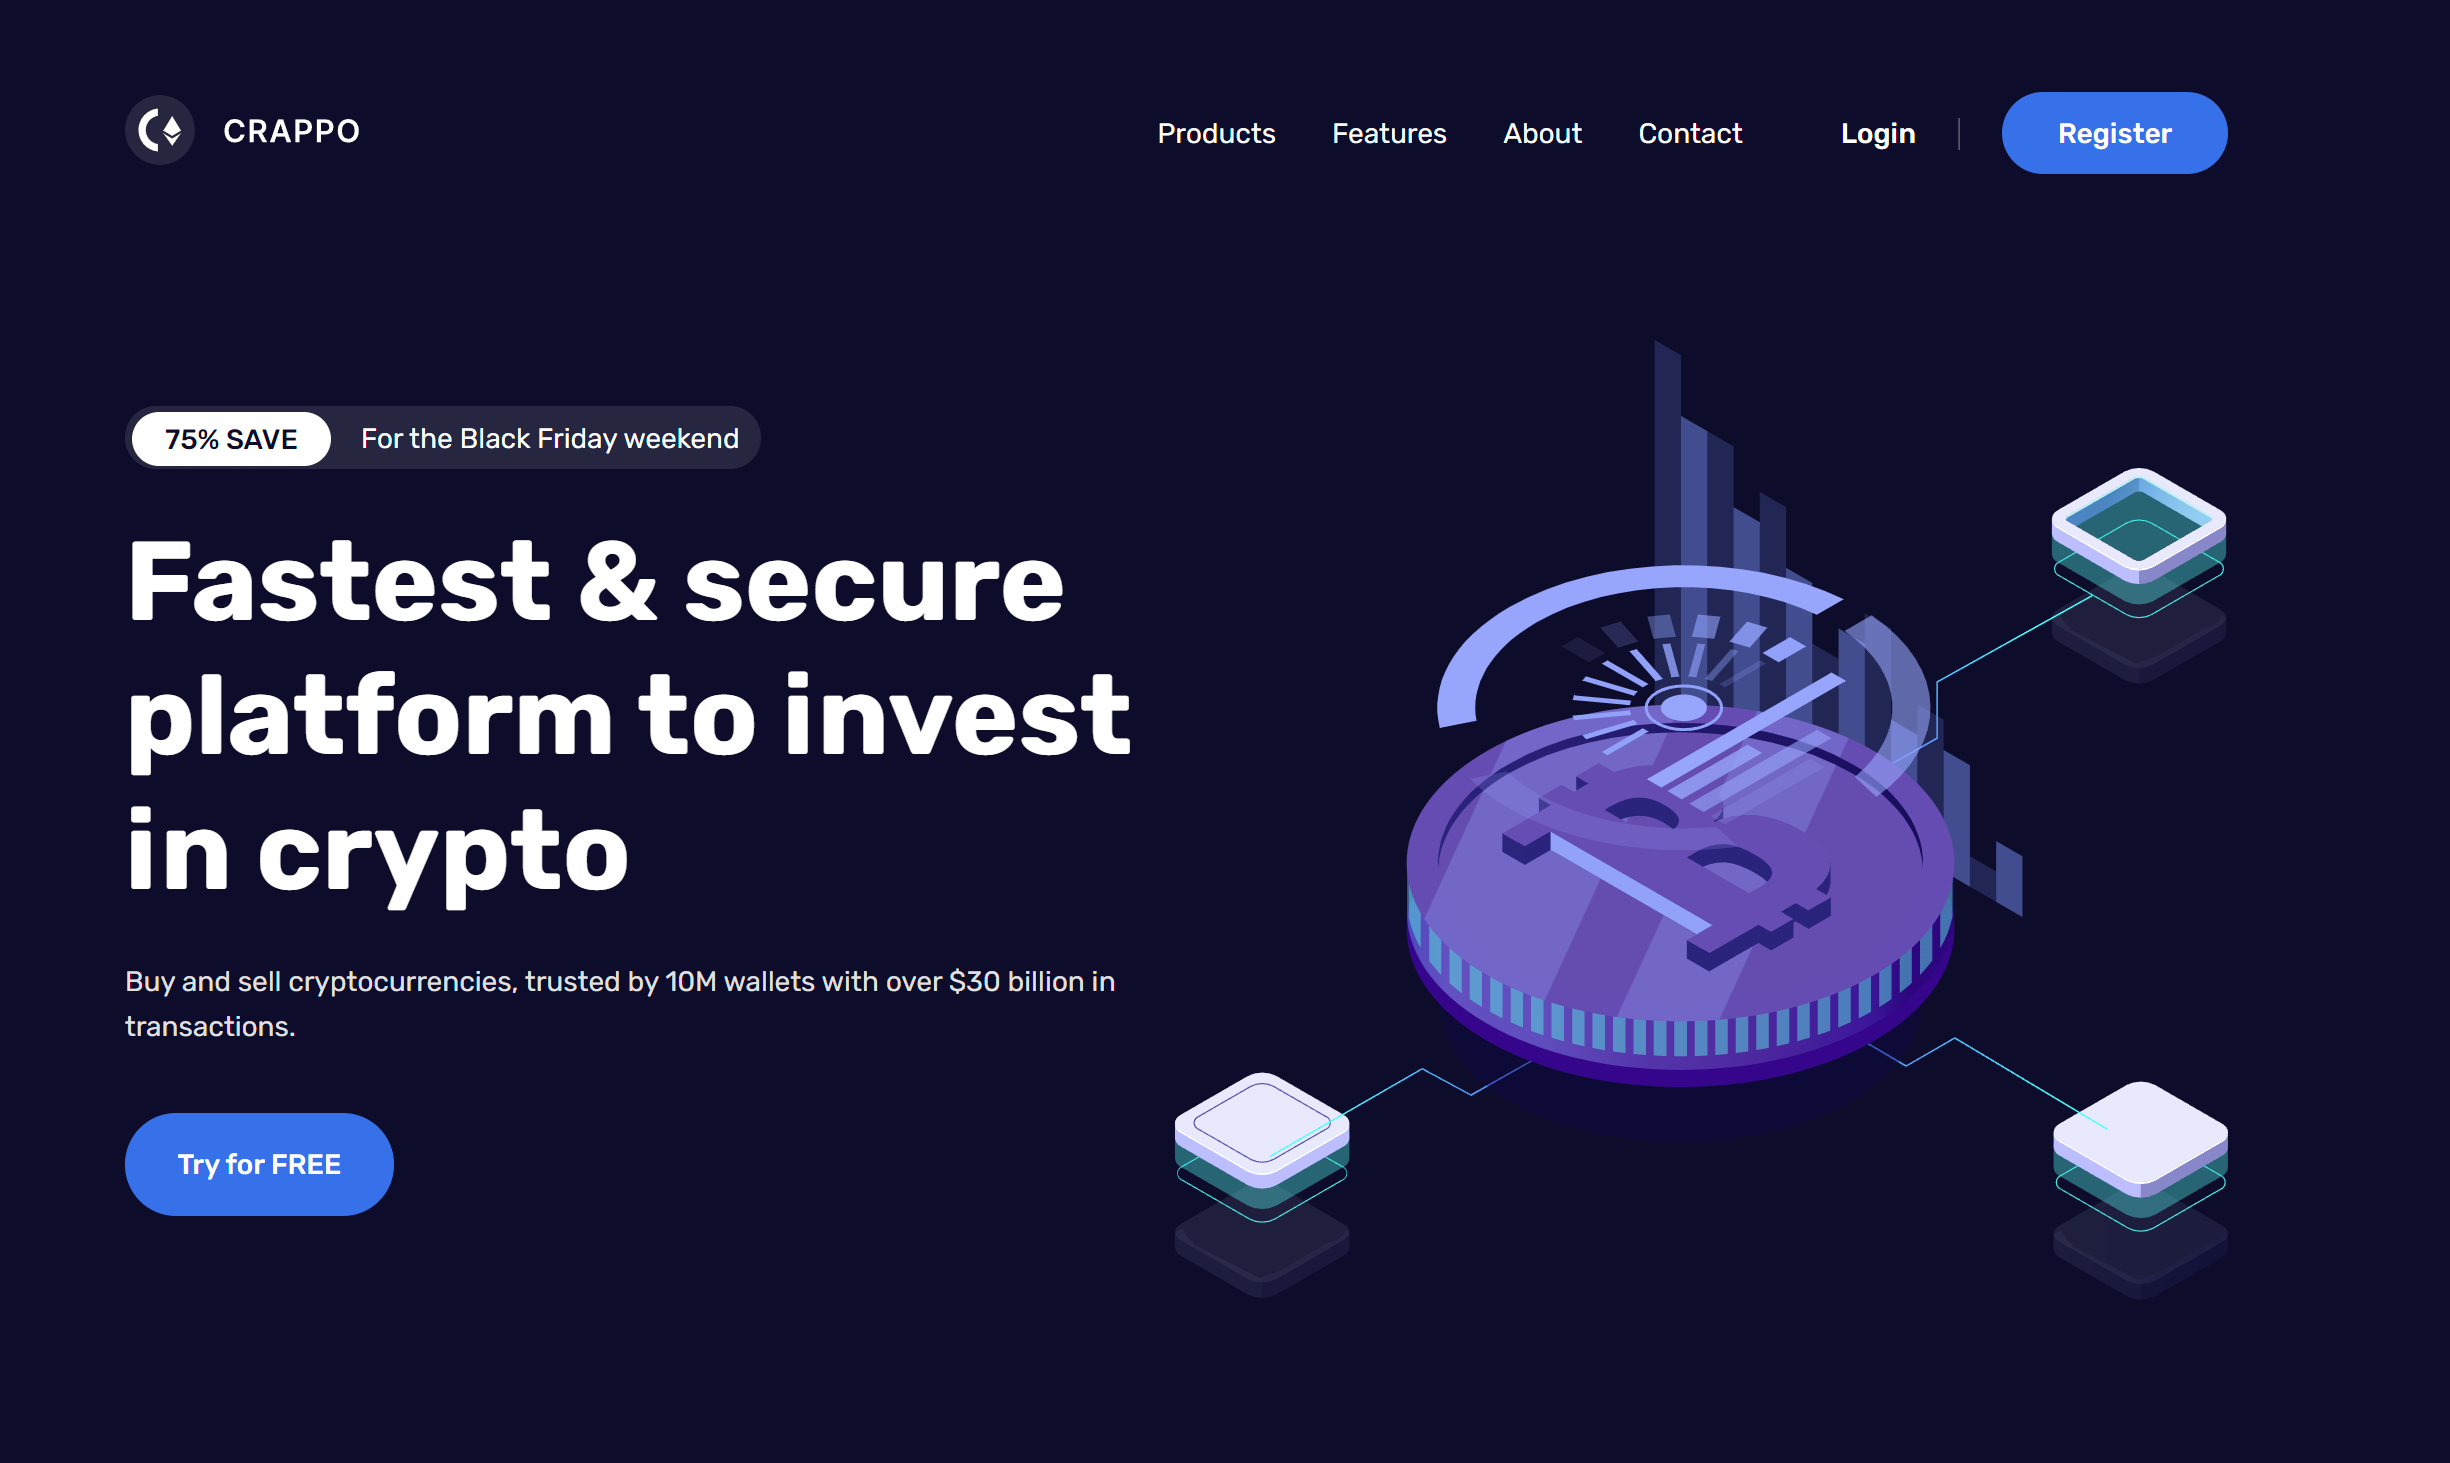 CRAPPO
Products Features About Contact Login Register
75% SAVE For the Black Friday weekend
Fastest & secure
platform to invest
in crypto
Buy and sell cryptocurrencies, trusted by 10M wallets with over $30 billion in
transactions.
Try for FREE